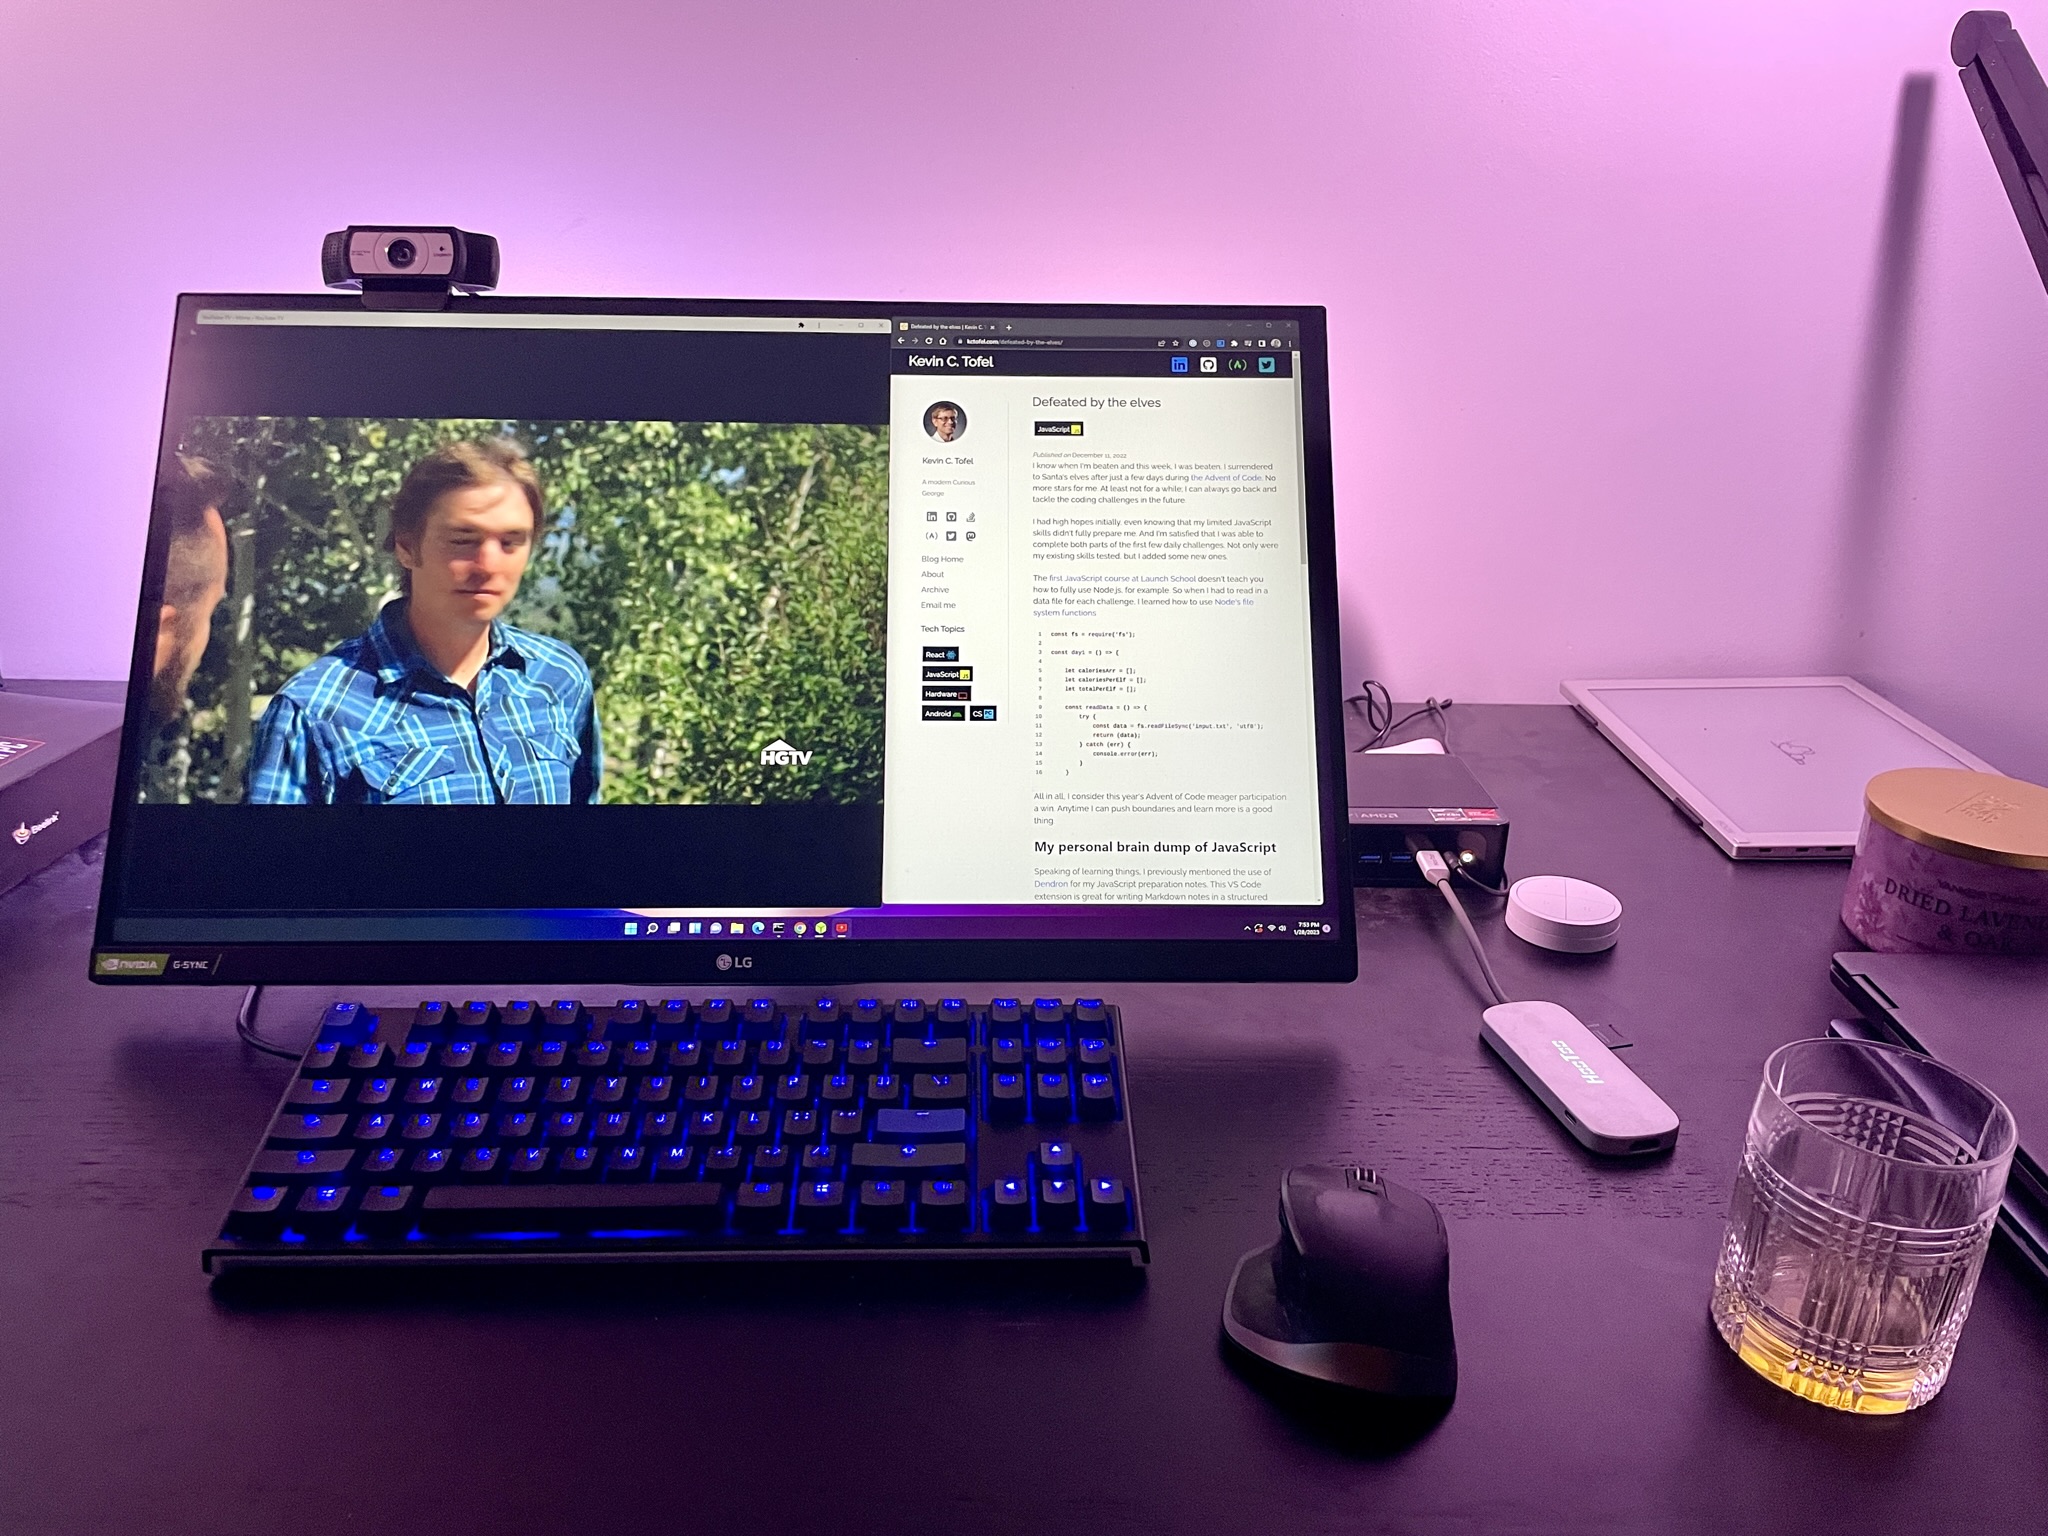 YouTube TV - Home / YouTube TV
Defeated by the elves | Kevin C. T
kctofel.com/defeated-by-the-elves/
Kevin C. Tofel
Kevin C. Tofel
A modern Curious
George
Blog Home
About
Archive
Email me
Tech Topics
React
JavaScript JS
Hardware
Android
CS
Defeated by the elves
JavaScript JS
Published on December 11, 2022
I know when I'm beaten and this week, I was beaten. I surrendered
to Santa's elves after just a few days during the Advent of Code. No
more stars for me. At least not for a while; I can always go back and
tackle the coding challenges in the future.
I had high hopes initially, even knowing that my limited JavaScript
skills didn't fully prepare me. And I'm satisfied that I was able to
complete both parts of the first few daily challenges. Not only were
my existing skills tested, but I added some new ones.
The first JavaScript course at Launch School doesn't teach you
how to fully use Node.js, for example. So when I had to read in a
data file for each challenge, I learned how to use Node's file
system functions.
1 const fs = require('fs');
2
3 const day1 = () => {
4
5 let caloriesArr = [];
6 let caloriesPerElf = [];
7 let totalPerElf = [];
8
9 const readData = () => {
10 try {
11 const data = fs.readFileSync('input.txt', 'utf8');
12 return (data);
13 } catch (err) {
14 console.error(err);
15 }
16 }
All in all, I consider this year's Advent of Code meager participation
a win. Anytime I can push boundaries and learn more is a good
thing.
My personal brain dump of JavaScript
Speaking of learning things, I previously mentioned the use of
Dendron for my JavaScript preparation notes. This VS Code
extension is great for writing Markdown notes in a structured
HGTV
7:53 PM
1/28/2023
NVIDIA G-SYNC
LG
Beelink
AMD
HooToo
DRIED LAVEN
& OA
W R T Y U I O P
A D F G H J K L
Z X C V N M